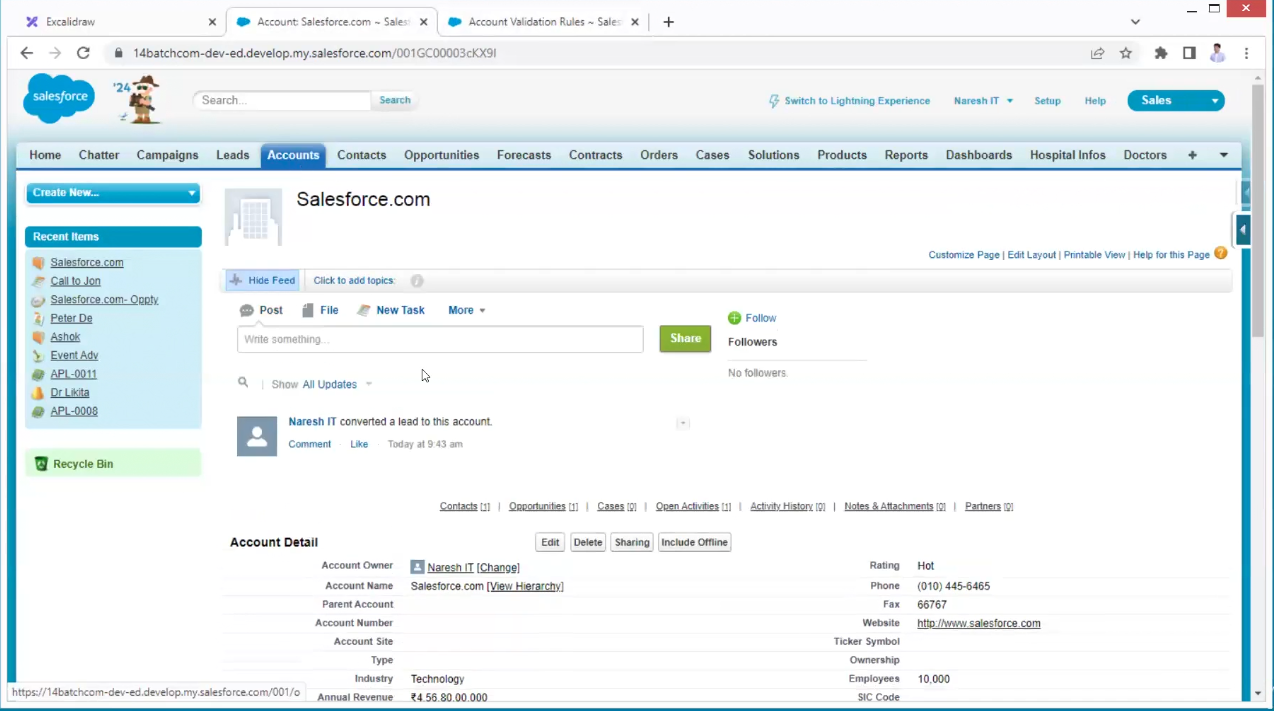 Excalidraw
Account: Salesforce.com ~ Sales
Account Validation Rules ~ Sales
14batchcom-dev-ed.develop.my.salesforce.com/001GC00003cKX9I
salesforce
'24
Search...
Search
Switch to Lightning Experience
Naresh IT
Setup
Help
Sales
Home
Chatter
Campaigns
Leads
Accounts
Contacts
Opportunities
Forecasts
Contracts
Orders
Cases
Solutions
Products
Reports
Dashboards
Hospital Infos
Doctors
Create New...
Recent Items
Salesforce.com
Call to Jon
Salesforce.com- Oppty
Peter De
Ashok
Event Adv
APL-0011
Dr Likita
APL-0008
Recycle Bin
Salesforce.com
Customize Page | Edit Layout | Printable View | Help for this Page
Hide Feed
Click to add topics:
Post
File
New Task
More
Write something...
Share
Follow
Followers
No followers.
Show All Updates
Naresh IT converted a lead to this account.
Comment · Like · Today at 9:43 am
Contacts [1] | Opportunities [1] | Cases [0] | Open Activities [1] | Activity History [0] | Notes & Attachments [0] | Partners [0]
Account Detail
Edit
Delete
Sharing
Include Offline
Account Owner Naresh IT [Change]
Rating Hot
Account Name Salesforce.com [View Hierarchy]
Phone (010) 445-6465
Parent Account
Fax 66767
Account Number
Website http://www.salesforce.com
Account Site
Ticker Symbol
Type
Ownership
Industry Technology
Employees 10,000
Annual Revenue ₹4,56,80,00,000
SIC Code
https://14batchcom-dev-ed.develop.my.salesforce.com/001/o